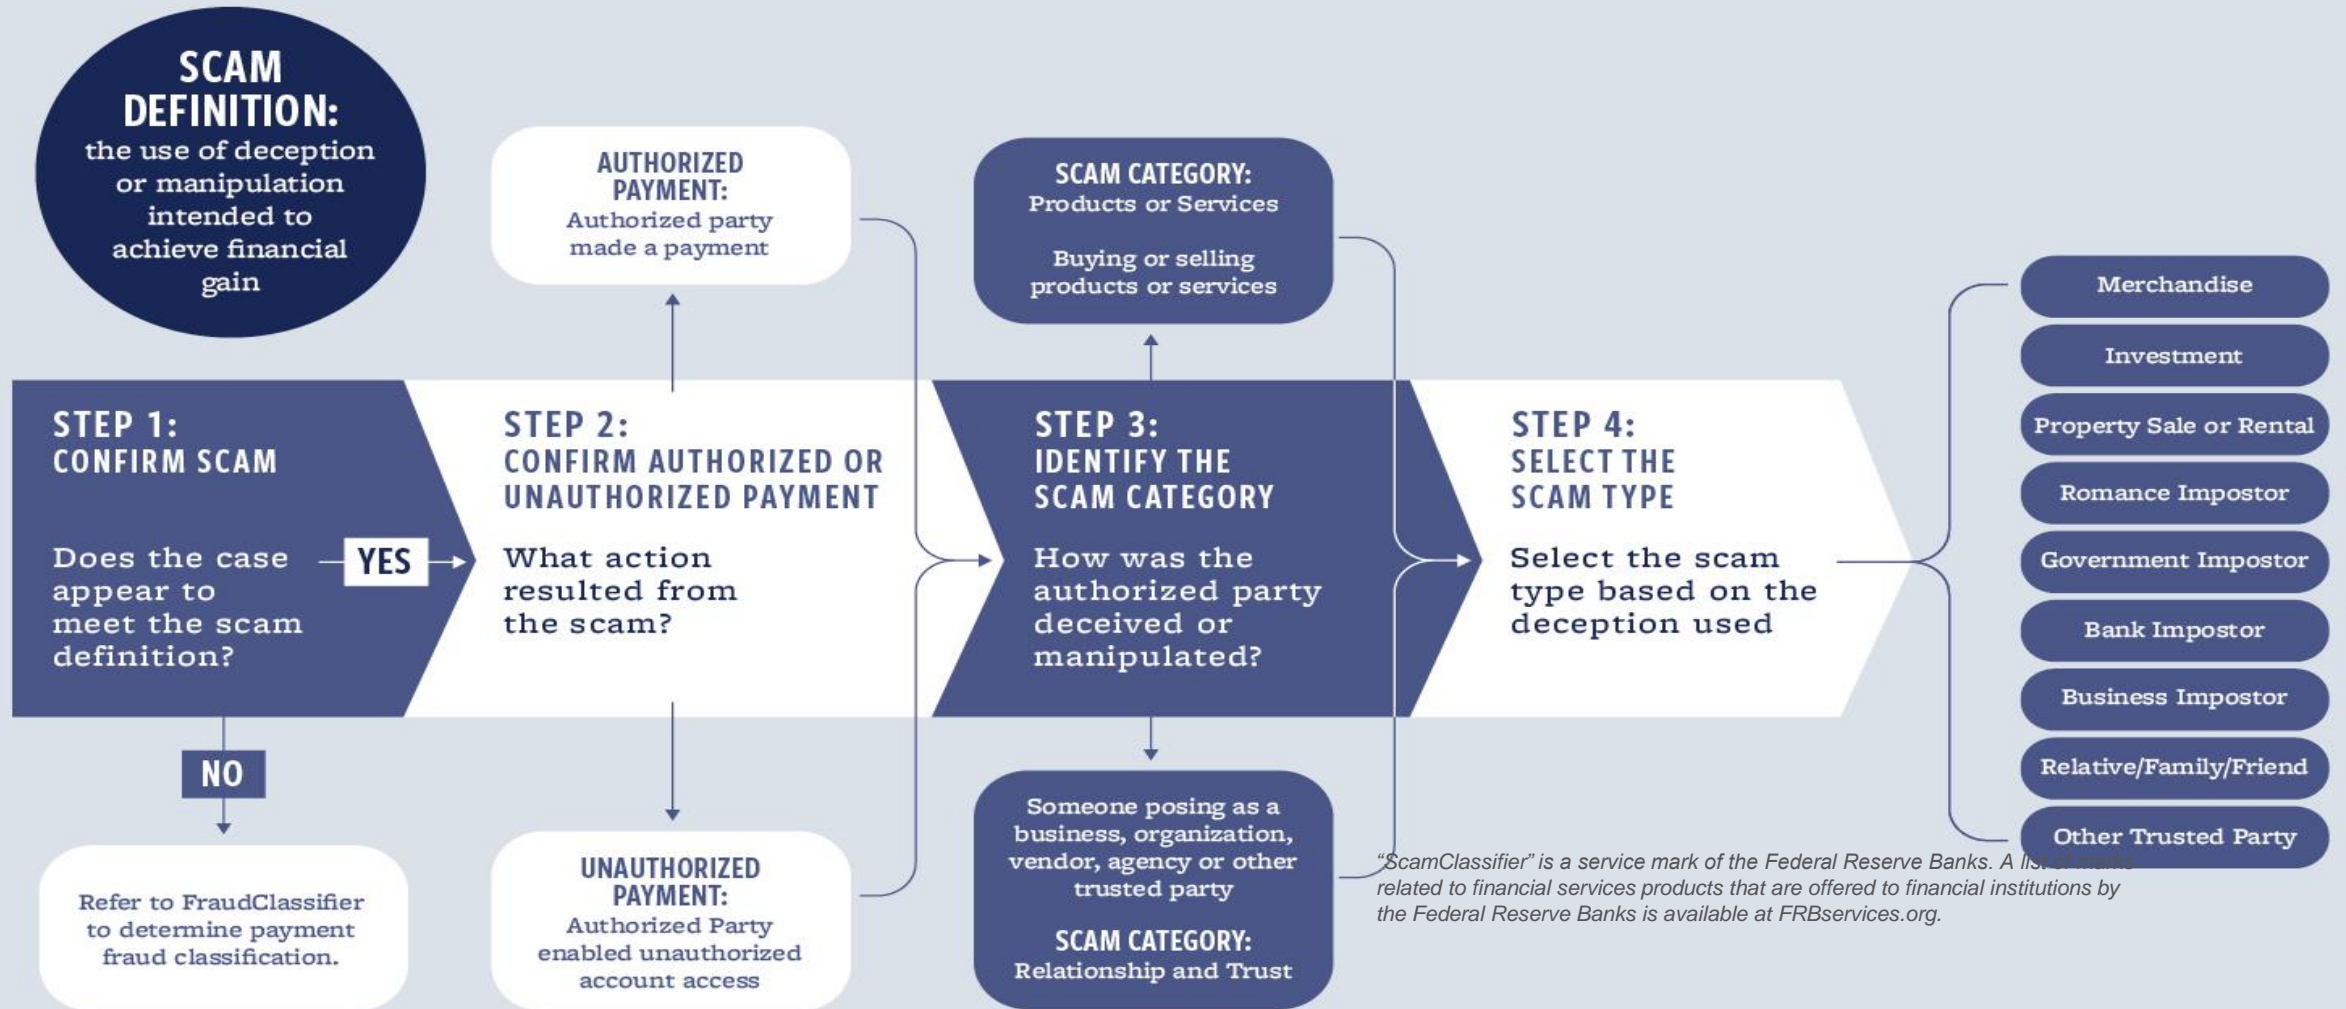 SCAM
DEFINITION:
the use of deception
or manipulation
intended to
achieve financial
gain
STEP 1:
CONFIRM SCAM
Does the case
appear to
meet the scam
definition?
YES
NO
Refer to FraudClassifier
to determine payment
fraud classification.
AUTHORIZED
PAYMENT:
Authorized party
made a payment
STEP 2:
CONFIRM AUTHORIZED OR
UNAUTHORIZED PAYMENT
What action
resulted from
the scam?
UNAUTHORIZED
PAYMENT:
Authorized Party
enabled unauthorized
account access
SCAM CATEGORY:
Products or Services
Buying or selling
products or services
STEP 3:
IDENTIFY THE
SCAM CATEGORY
How was the
authorized party
deceived or
manipulated?
Someone posing as a
business, organization,
vendor, agency or other
trusted party
SCAM CATEGORY:
Relationship and Trust
STEP 4:
SELECT THE
SCAM TYPE
Select the scam
type based on the
deception used
Merchandise
Investment
Property Sale or Rental
Romance Impostor
Government Impostor
Bank Impostor
Business Impostor
Relative/Family/Friend
Other Trusted Party
“ScamClassifier” is a service mark of the Federal Reserve Banks. A list of marks
related to financial services products that are offered to financial institutions by
the Federal Reserve Banks is available at FRBservices.org.